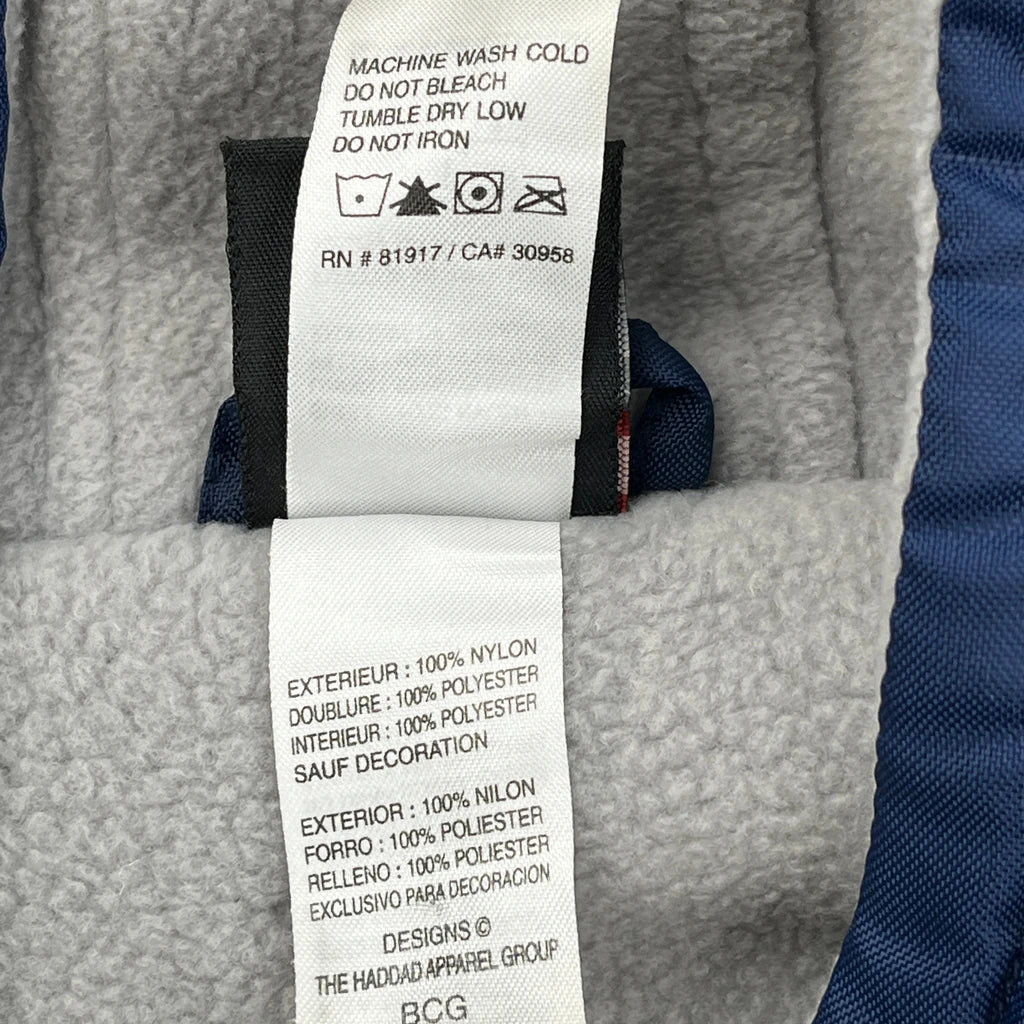 MACHINE WASH COLD
DO NOT BLEACH
TUMBLE DRY LOW
DO NOT IRON
RN # 81917 / CA# 30958
EXTERIEUR : 100% NYLON
DOUBLURE : 100% POLYESTER
INTERIEUR : 100% POLYESTER
SAUF DECORATION
EXTERIOR : 100% NILON
FORRO : 100% POLIESTER
RELLENO : 100% POLIESTER
EXCLUSIVO PARA DECORACION
DESIGNS ©
THE HADDAD APPAREL GROUP
BCG